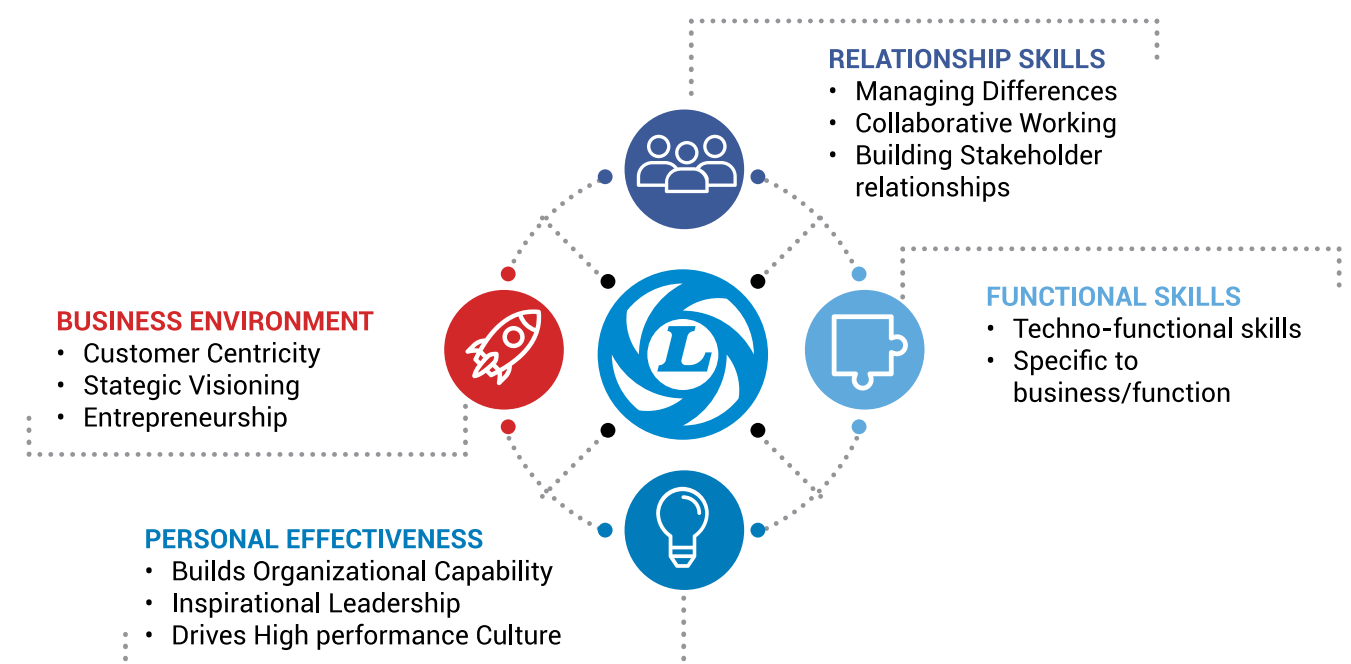 RELATIONSHIP SKILLS
• Managing Differences
• Collaborative Working
• Building Stakeholder
relationships
FUNCTIONAL SKILLS
• Techno-functional skills
• Specific to
business/function
BUSINESS ENVIRONMENT
• Customer Centricity
• Stategic Visioning
• Entrepreneurship
L
PERSONAL EFFECTIVENESS
• Builds Organizational Capability
• Inspirational Leadership
• Drives High performance Culture